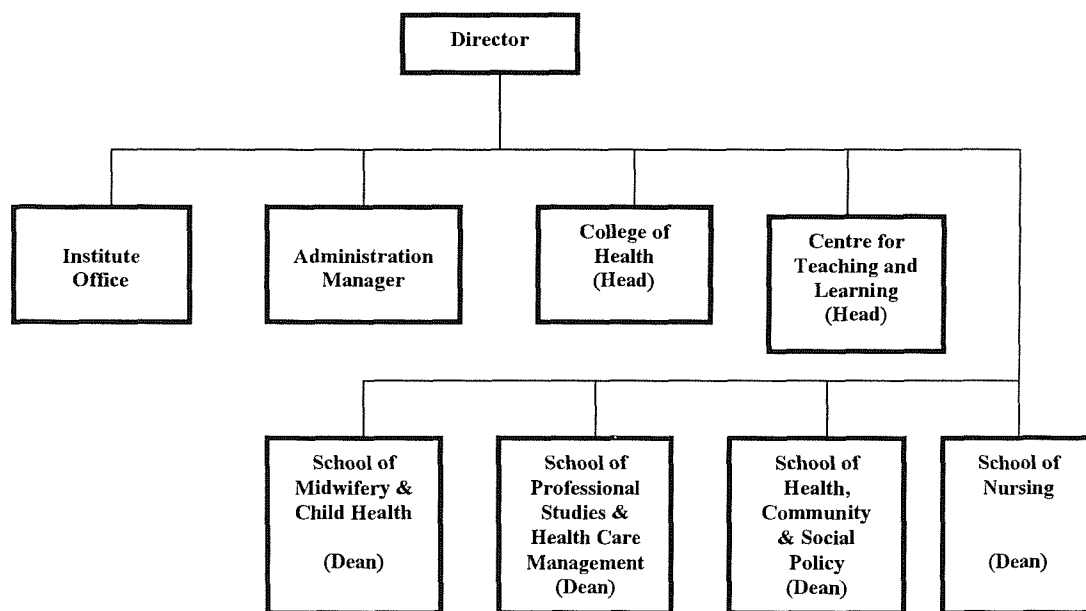 Director
Institute
Office
Administration
Manager
College of
Health
(Head)
Centre for
Teaching and
Learning
(Head)
School of
Midwifery &
Child Health
(Dean)
School of
Professional
Studies &
Health Care
Management
(Dean)
School of
Health,
Community
& Social
Policy
(Dean)
School of
Nursing
(Dean)